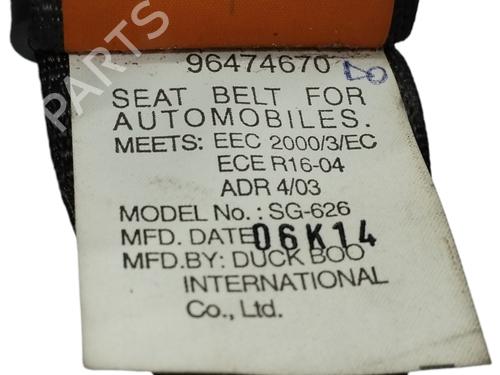 PARTS
96474670
SEAT BELT FOR
AUTOMOBILES.
MEETS: EEC 2000/3/EC
ECE R16-04
ADR 4/03
MODEL No.: SG-626
MFD. DATE 06K14
MFD.BY: DUCK BOO
INTERNATIONAL
Co., Ltd.